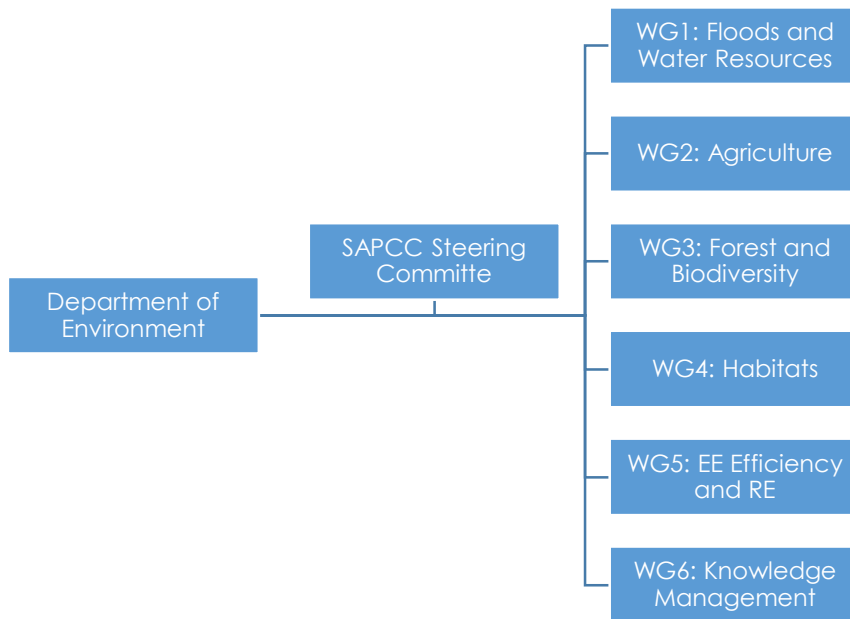 Department of
Environment
SAPCC Steering
Committe
WG1: Floods and
Water Resources
WG2: Agriculture
WG3: Forest and
Biodiversity
WG4: Habitats
WG5: EE Efficiency
and RE
WG6: Knowledge
Management